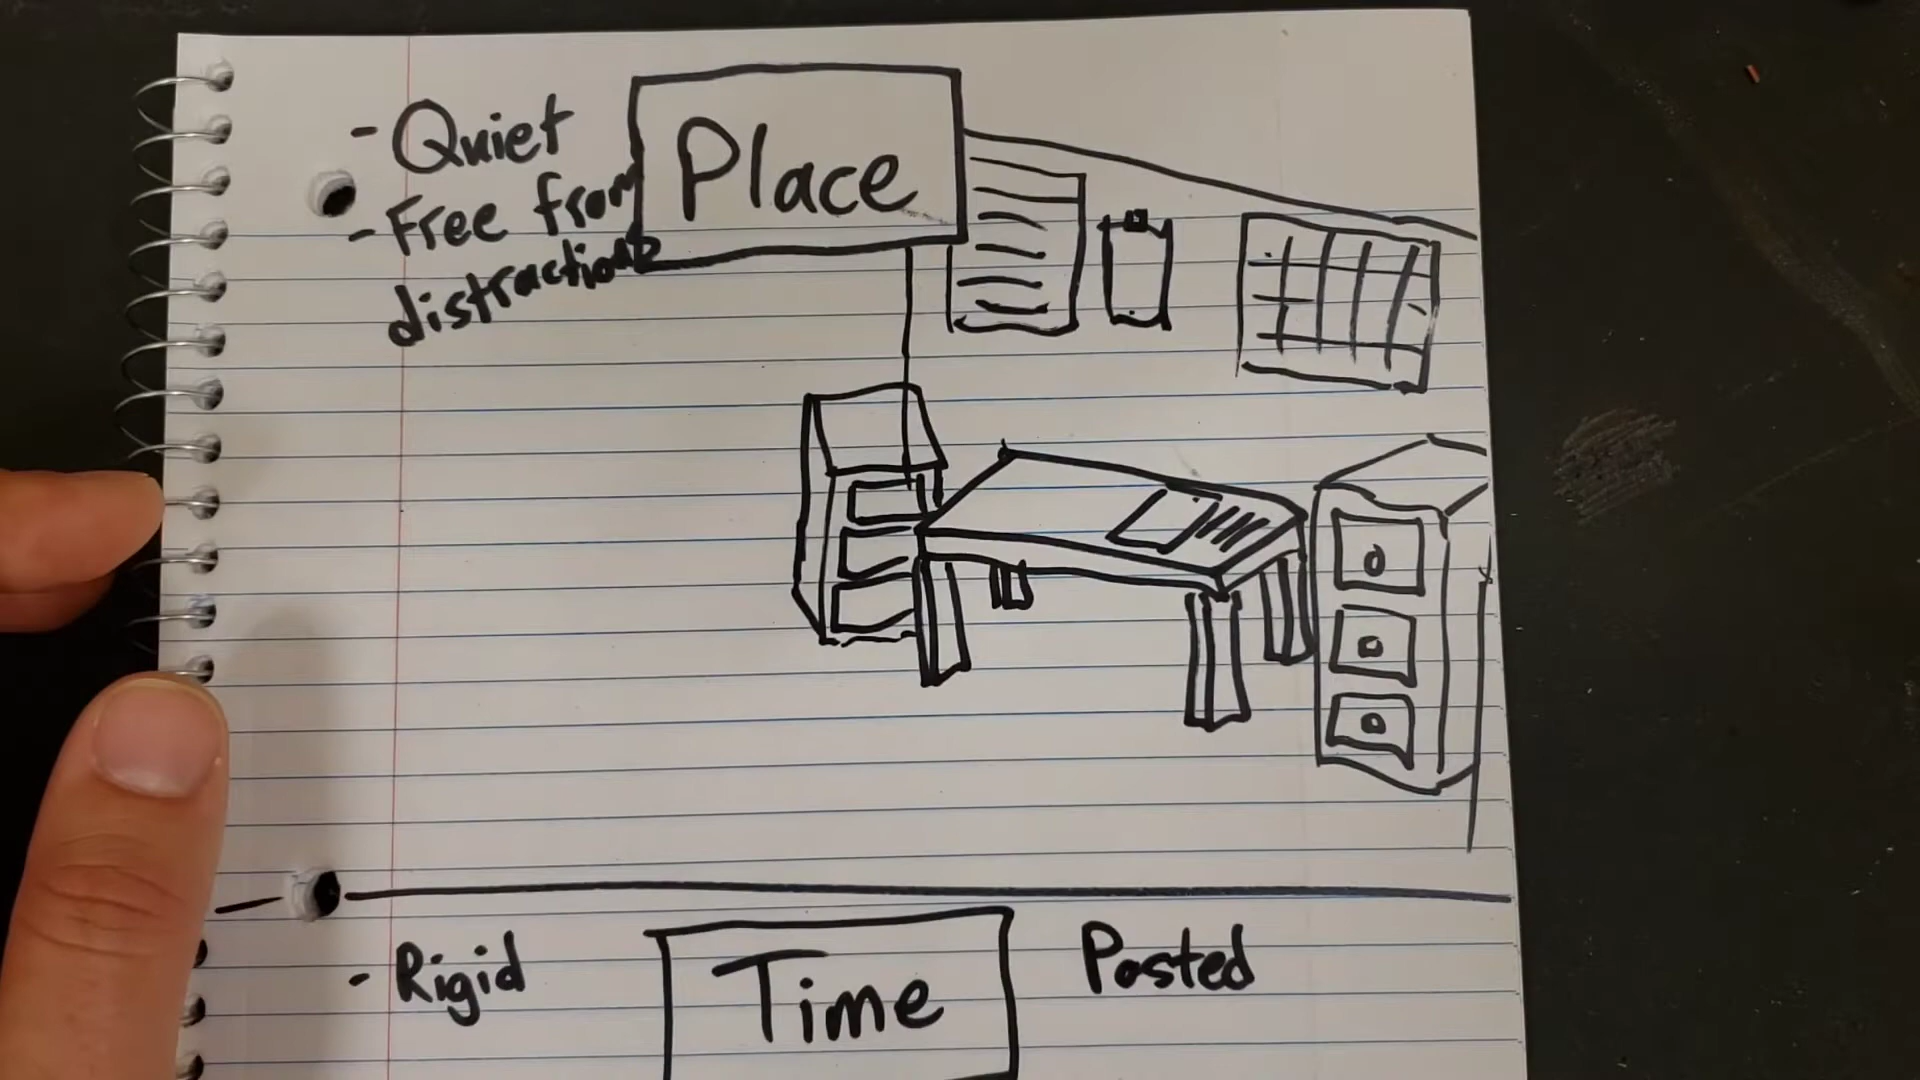 - Quiet
- Free from
distractions
Place
- Rigid
Time
Posted